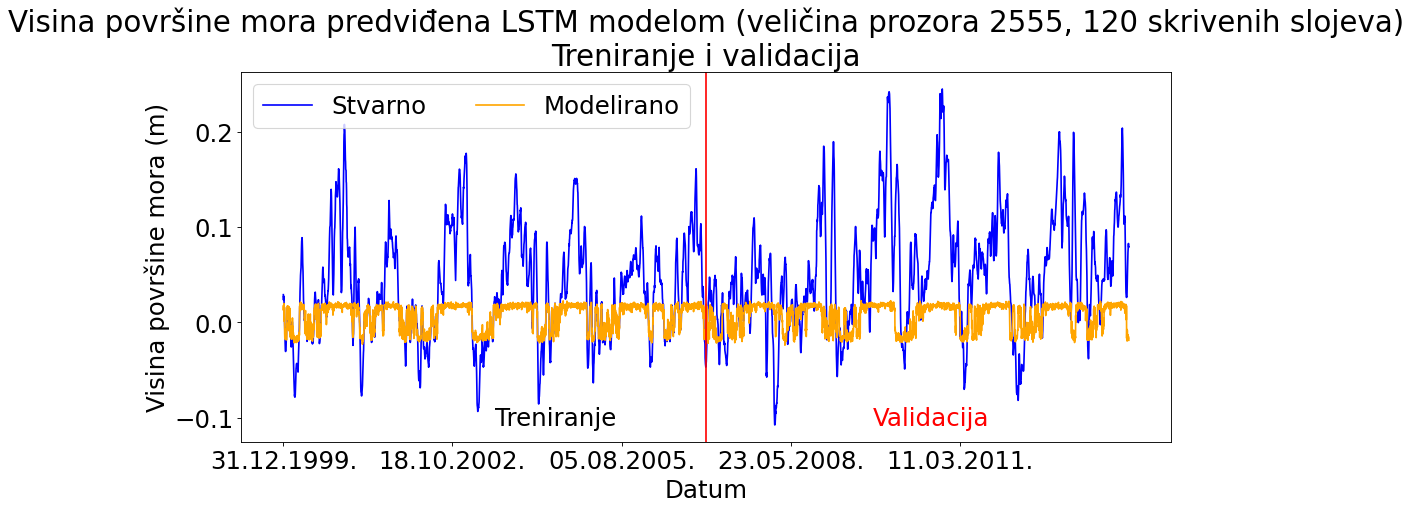 Visina površine mora predviđena LSTM modelom (veličina prozora 2555, 120 skrivenih slojeva)
Treniranje i validacija
Stvarno Modelirano
Visina površine mora (m)
0.2
0.1
0.0
−0.1
Treniranje Validacija
31.12.1999. 18.10.2002. 05.08.2005. 23.05.2008. 11.03.2011.
Datum